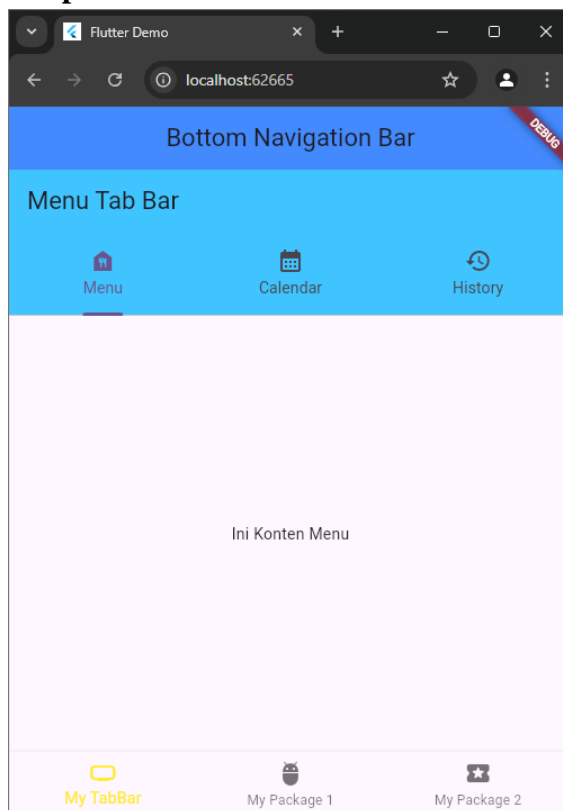 Flutter Demo
localhost:62665
Bottom Navigation Bar
DEBUG
Menu Tab Bar
Menu Calendar History
Ini Konten Menu
My TabBar My Package 1 My Package 2